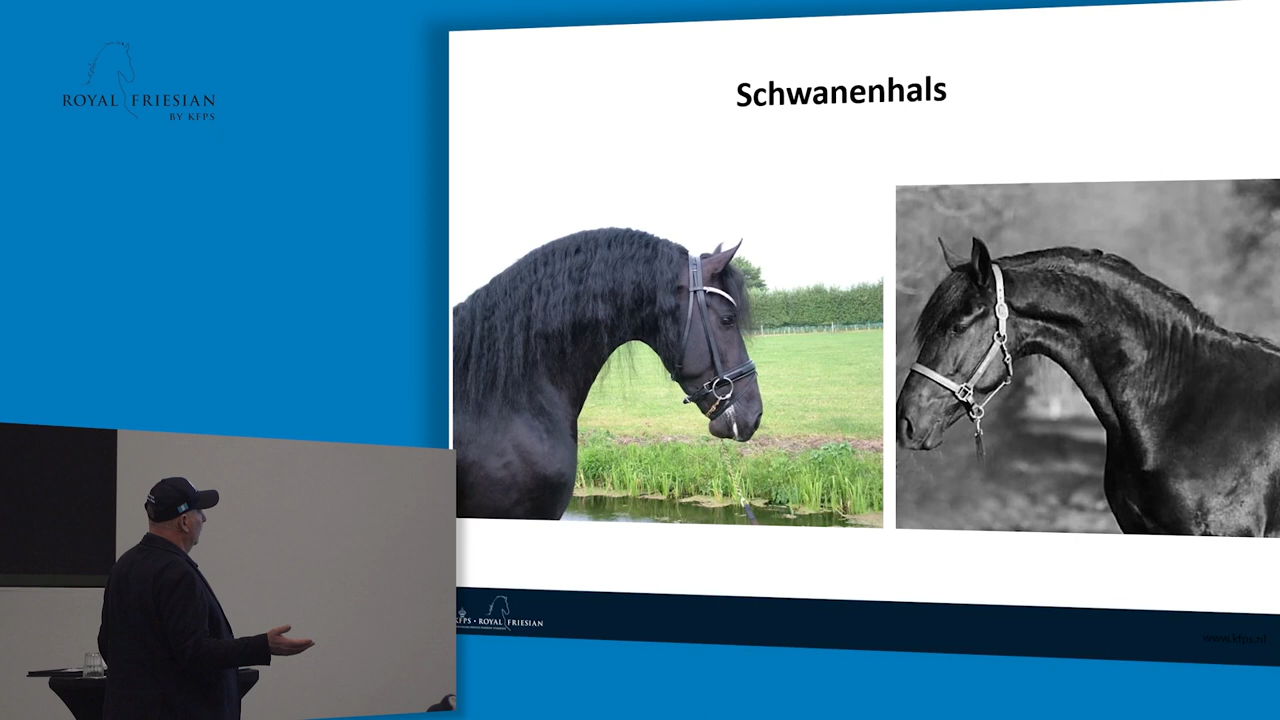 ROYAL FRIESIAN
BY KFPS
Schwanenhals
KFPS • ROYAL FRIESIAN
www.kfps.nl